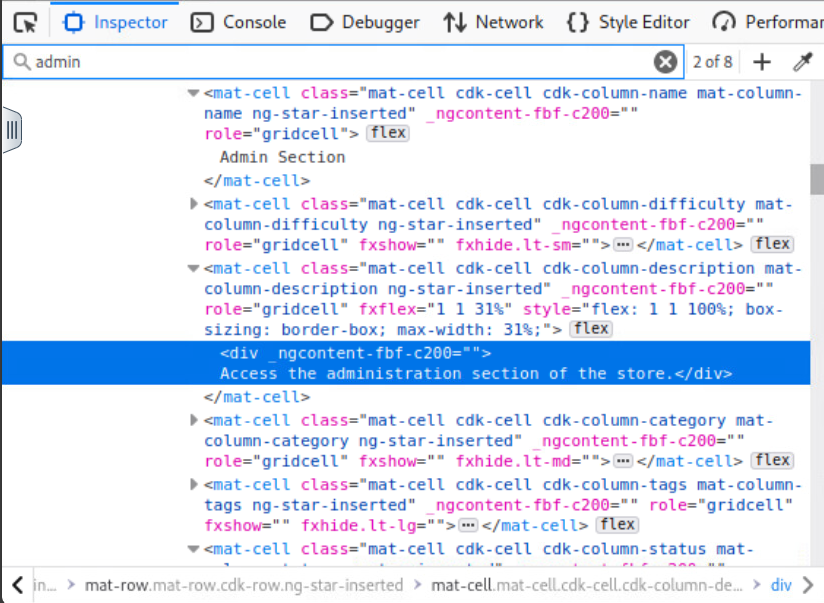 Inspector Console Debugger Network {} Style Editor Performar
admin 2 of 8
<mat-cell class="mat-cell cdk-cell cdk-column-name mat-column-
name ng-star-inserted" _ngcontent-fbf-c200=""
role="gridcell"> flex
Admin Section
</mat-cell>
<mat-cell class="mat-cell cdk-cell cdk-column-difficulty mat-
column-difficulty ng-star-inserted" _ngcontent-fbf-c200=""
role="gridcell" fxshow="" fxhide.lt-sm="">⋯</mat-cell> flex
<mat-cell class="mat-cell cdk-cell cdk-column-description mat-
column-description ng-star-inserted" _ngcontent-fbf-c200=""
role="gridcell" fxflex="1 1 31%" style="flex: 1 1 100%; box-
sizing: border-box; max-width: 31%;"> flex
<div _ngcontent-fbf-c200="">
Access the administration section of the store.</div>
</mat-cell>
<mat-cell class="mat-cell cdk-cell cdk-column-category mat-
column-category ng-star-inserted" _ngcontent-fbf-c200=""
role="gridcell" fxshow="" fxhide.lt-md="">⋯</mat-cell> flex
<mat-cell class="mat-cell cdk-cell cdk-column-tags mat-column-
tags ng-star-inserted" _ngcontent-fbf-c200="" role="gridcell"
fxshow="" fxhide.lt-lg="">⋯</mat-cell> flex
<mat-cell class="mat-cell cdk-cell cdk-column-status mat-
in... > mat-row.mat-row.cdk-row.ng-star-inserted > mat-cell.mat-cell.cdk-cell.cdk-column-de... > div